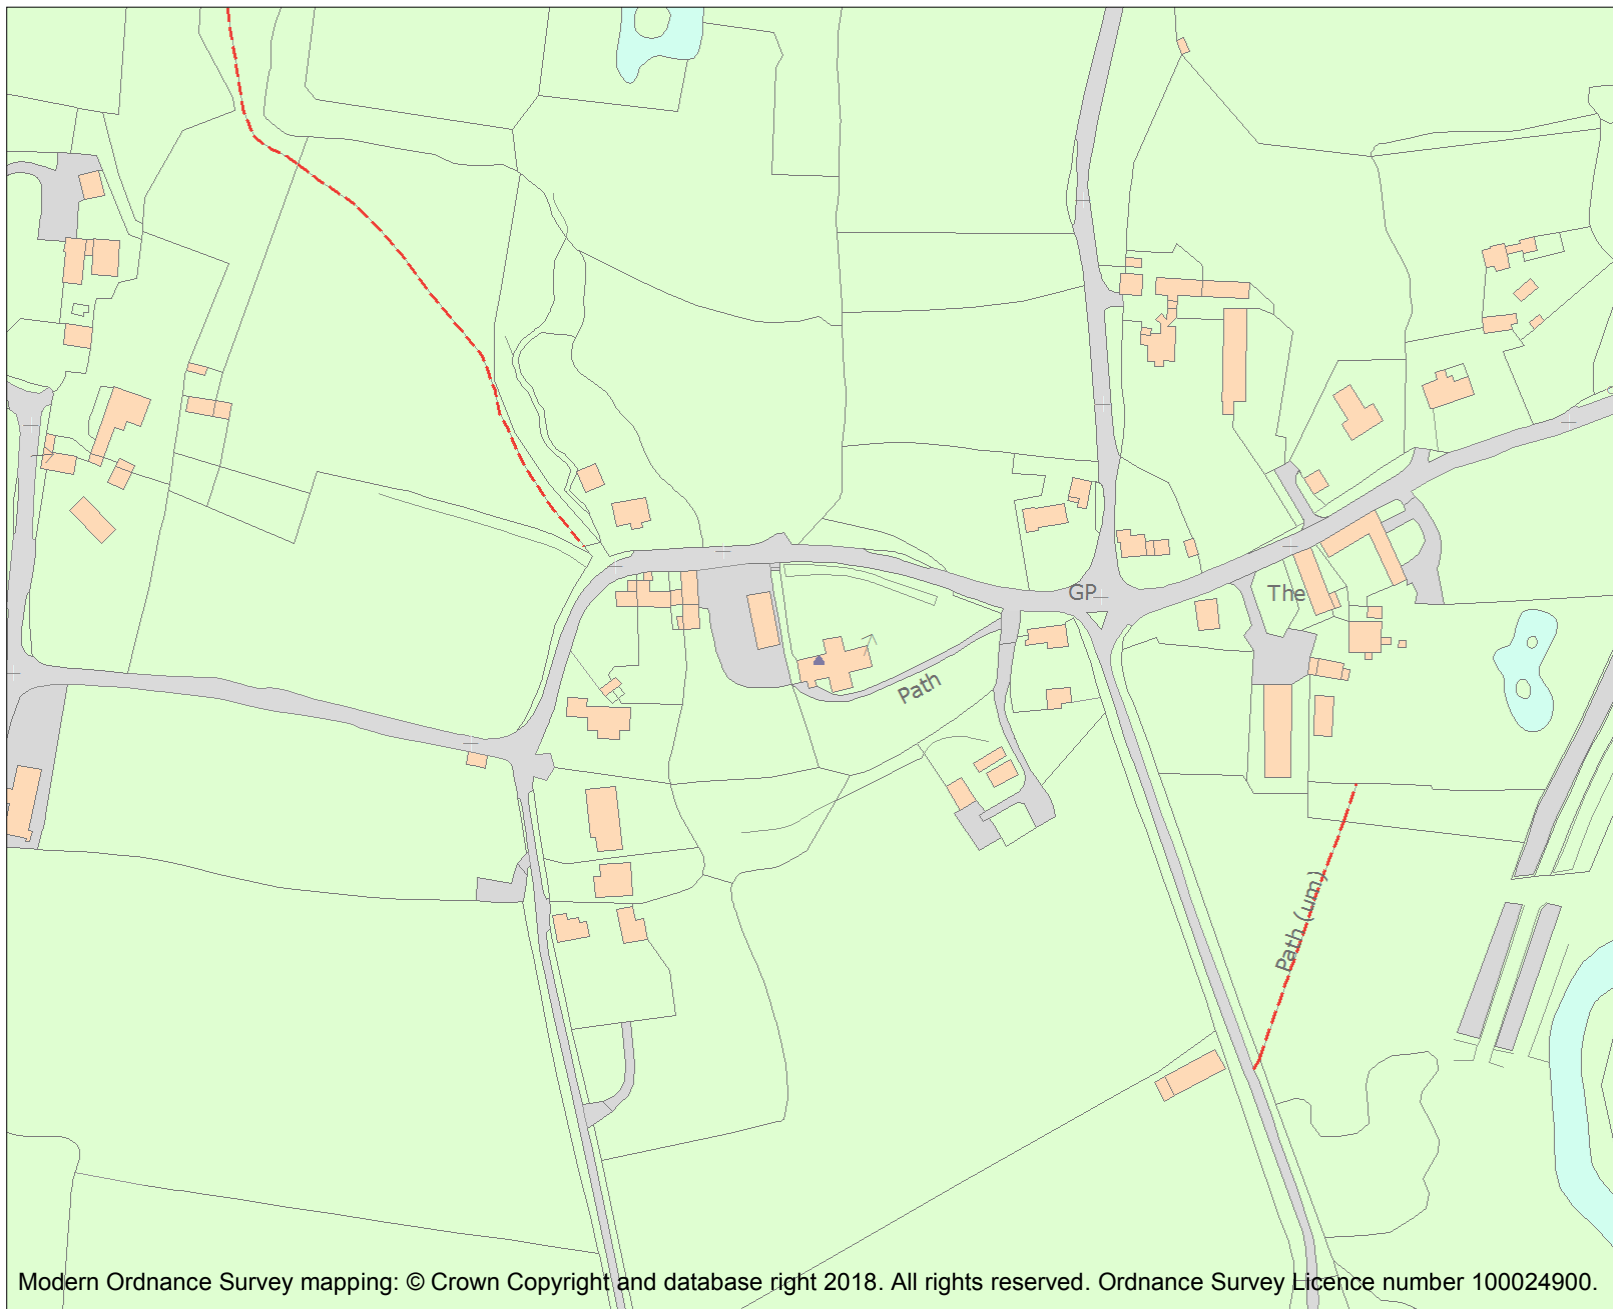 GP
The
Path
Path (um)
Modern Ordnance Survey mapping: © Crown Copyright and database right 2018. All rights reserved. Ordnance Survey Licence number 100024900.